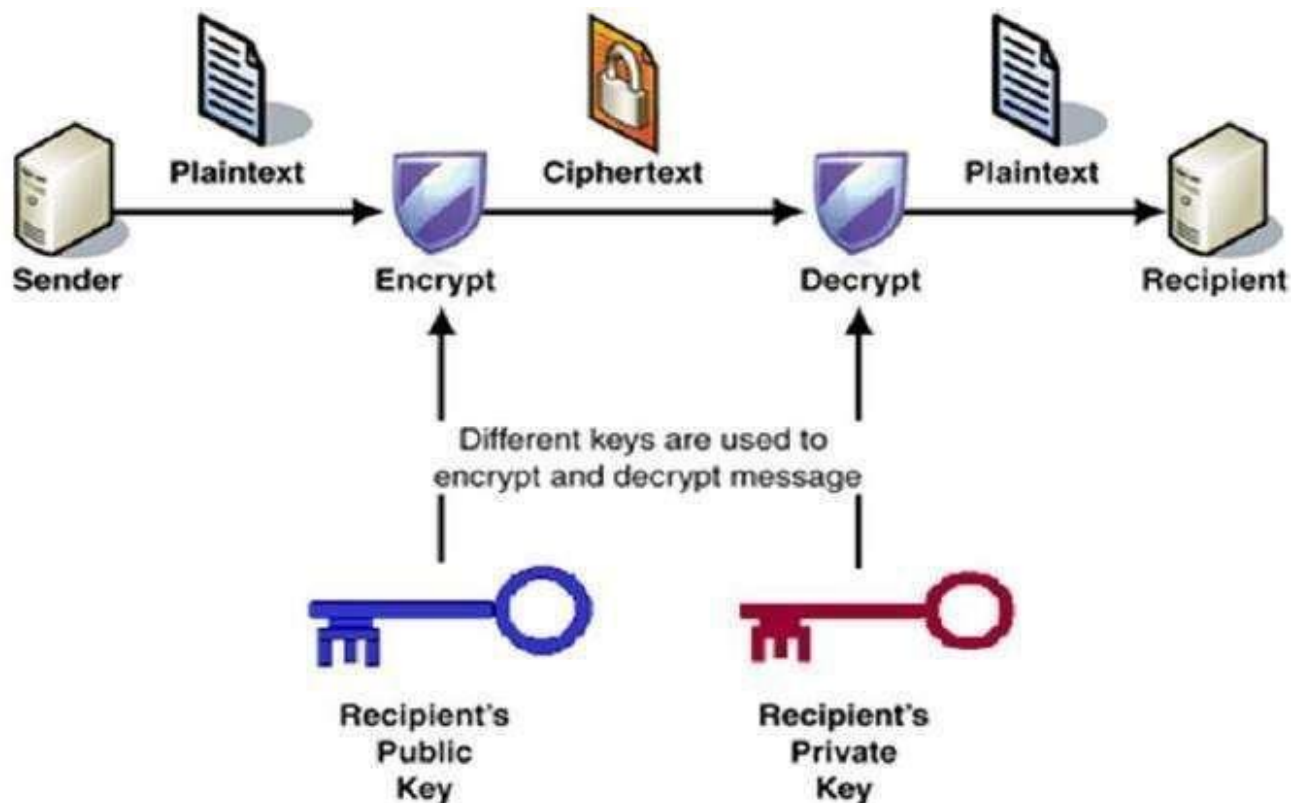 Plaintext
Ciphertext
Plaintext
Sender
Encrypt
Decrypt
Recipient
Different keys are used to
encrypt and decrypt message
Recipient's
Public
Key
Recipient's
Private
Key